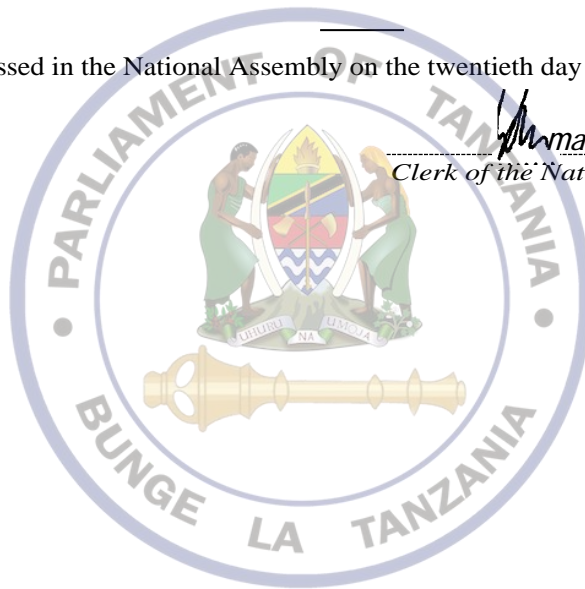 ssed in the National Assembly on the twentieth day
Clerk of the Nat
PARLIAMENT OF TANZANIA
UHURU NA UMOJA
BUNGE LA TANZANIA